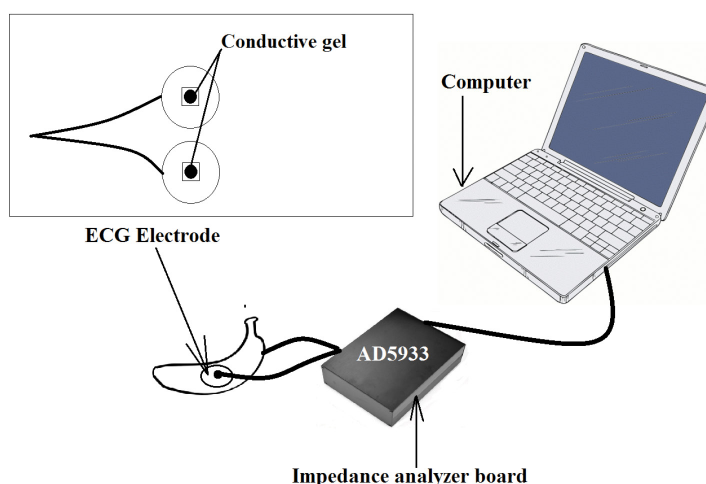 Conductive gel
Computer
ECG Electrode
AD5933
Impedance analyzer board